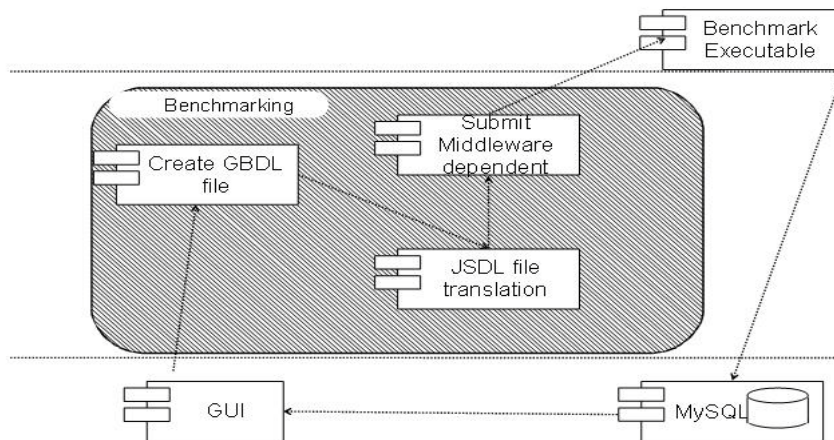 Benchmark
Executable
Benchmarking
Submit
Middleware
dependent
Create GBDL
file
JSDL file
translation
GUI
MySQL